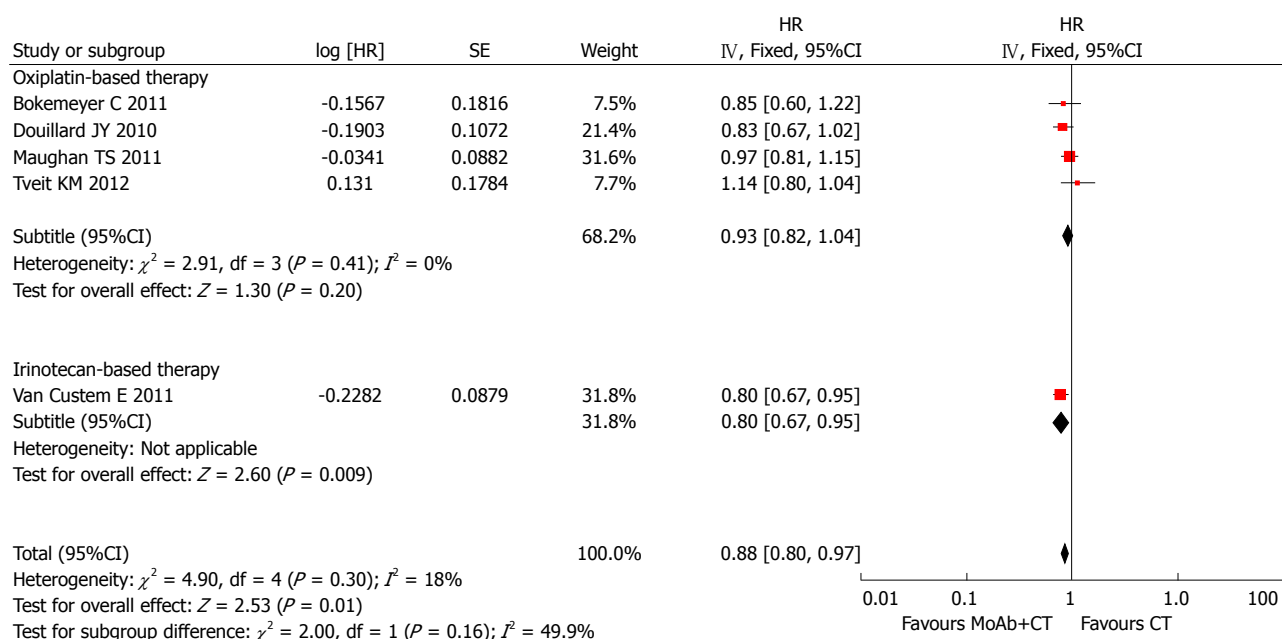 HR HR
Study or subgroup log [HR] SE Weight Ⅳ, Fixed, 95%CI Ⅳ, Fixed, 95%CI
Oxiplatin-based therapy
Bokemeyer C 2011 -0.1567 0.1816 7.5% 0.85 [0.60, 1.22]
Douillard JY 2010 -0.1903 0.1072 21.4% 0.83 [0.67, 1.02]
Maughan TS 2011 -0.0341 0.0882 31.6% 0.97 [0.81, 1.15]
Tveit KM 2012 0.131 0.1784 7.7% 1.14 [0.80, 1.04]
Subtitle (95%CI) 68.2% 0.93 [0.82, 1.04]
Heterogeneity: χ² = 2.91, df = 3 (P = 0.41); I² = 0%
Test for overall effect: Z = 1.30 (P = 0.20)
Irinotecan-based therapy
Van Custem E 2011 -0.2282 0.0879 31.8% 0.80 [0.67, 0.95]
Subtitle (95%CI) 31.8% 0.80 [0.67, 0.95]
Heterogeneity: Not applicable
Test for overall effect: Z = 2.60 (P = 0.009)
Total (95%CI) 100.0% 0.88 [0.80, 0.97]
Heterogeneity: χ² = 4.90, df = 4 (P = 0.30); I² = 18%
Test for overall effect: Z = 2.53 (P = 0.01)
Test for subgroup difference: χ² = 2.00, df = 1 (P = 0.16); I² = 49.9%
0.01 0.1 1 1.0 100
Favours MoAb+CT Favours CT